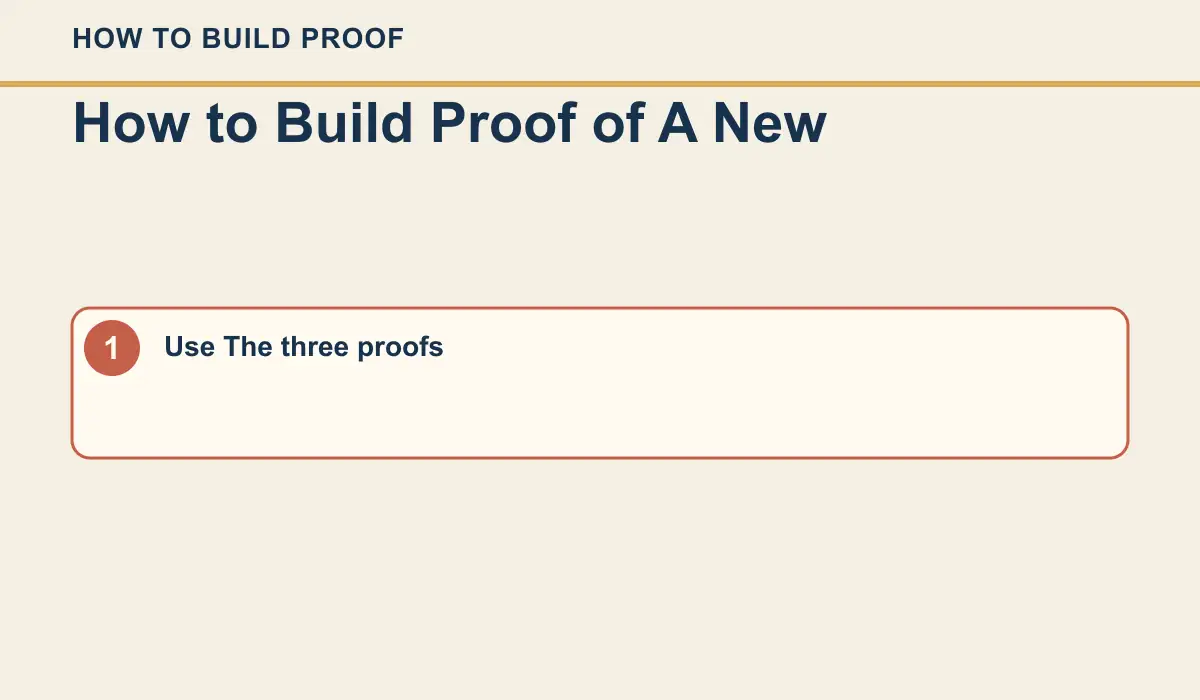 HOW TO BUILD PROOF
How to Build Proof of A New
1
Use The three proofs